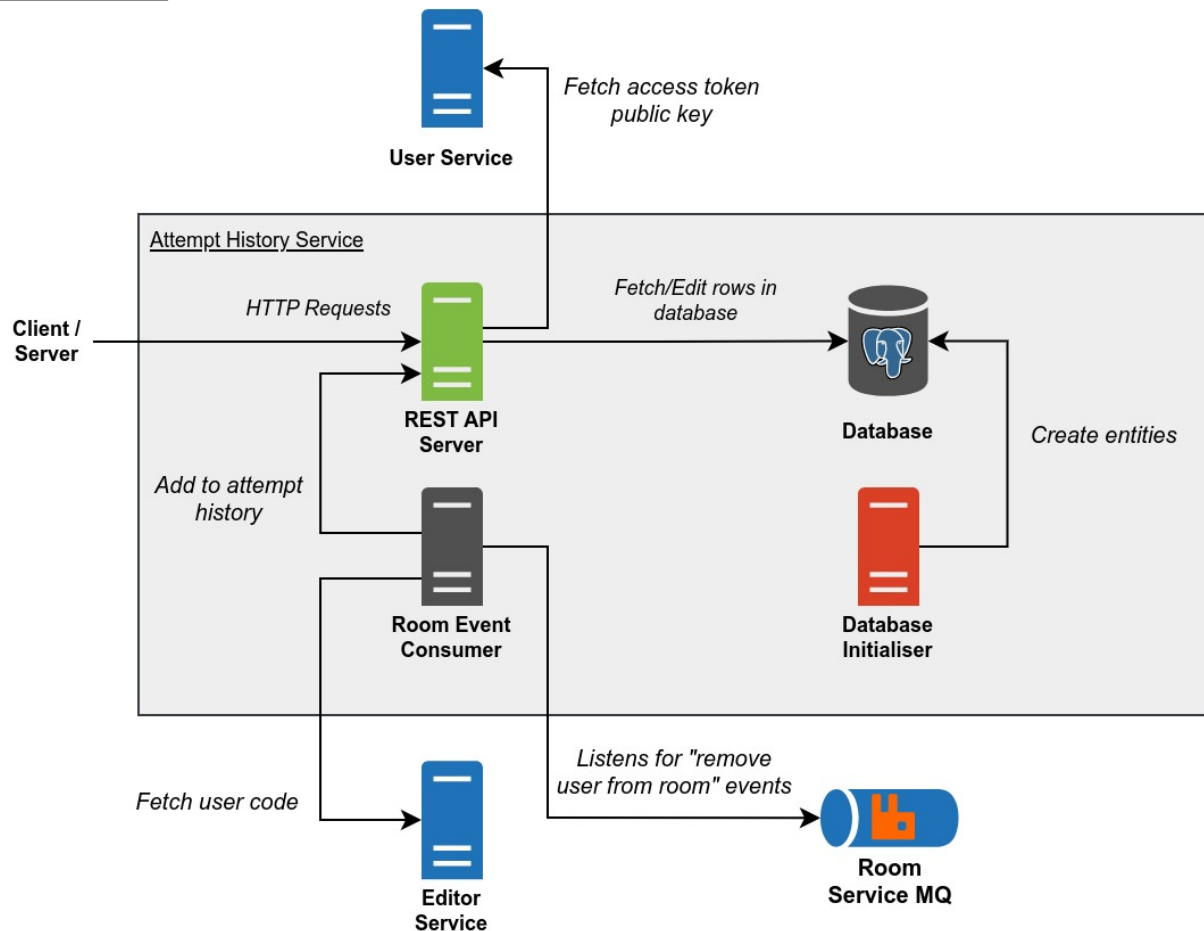 Fetch access token
public key
User Service
Attempt History Service
HTTP Requests
Fetch/Edit rows in
database
Client /
Server
REST API
Server
Database
Create entities
Add to attempt
history
Room Event
Consumer
Database
Initialiser
Listens for "remove
user from room" events
Fetch user code
Editor
Service
Room
Service MQ